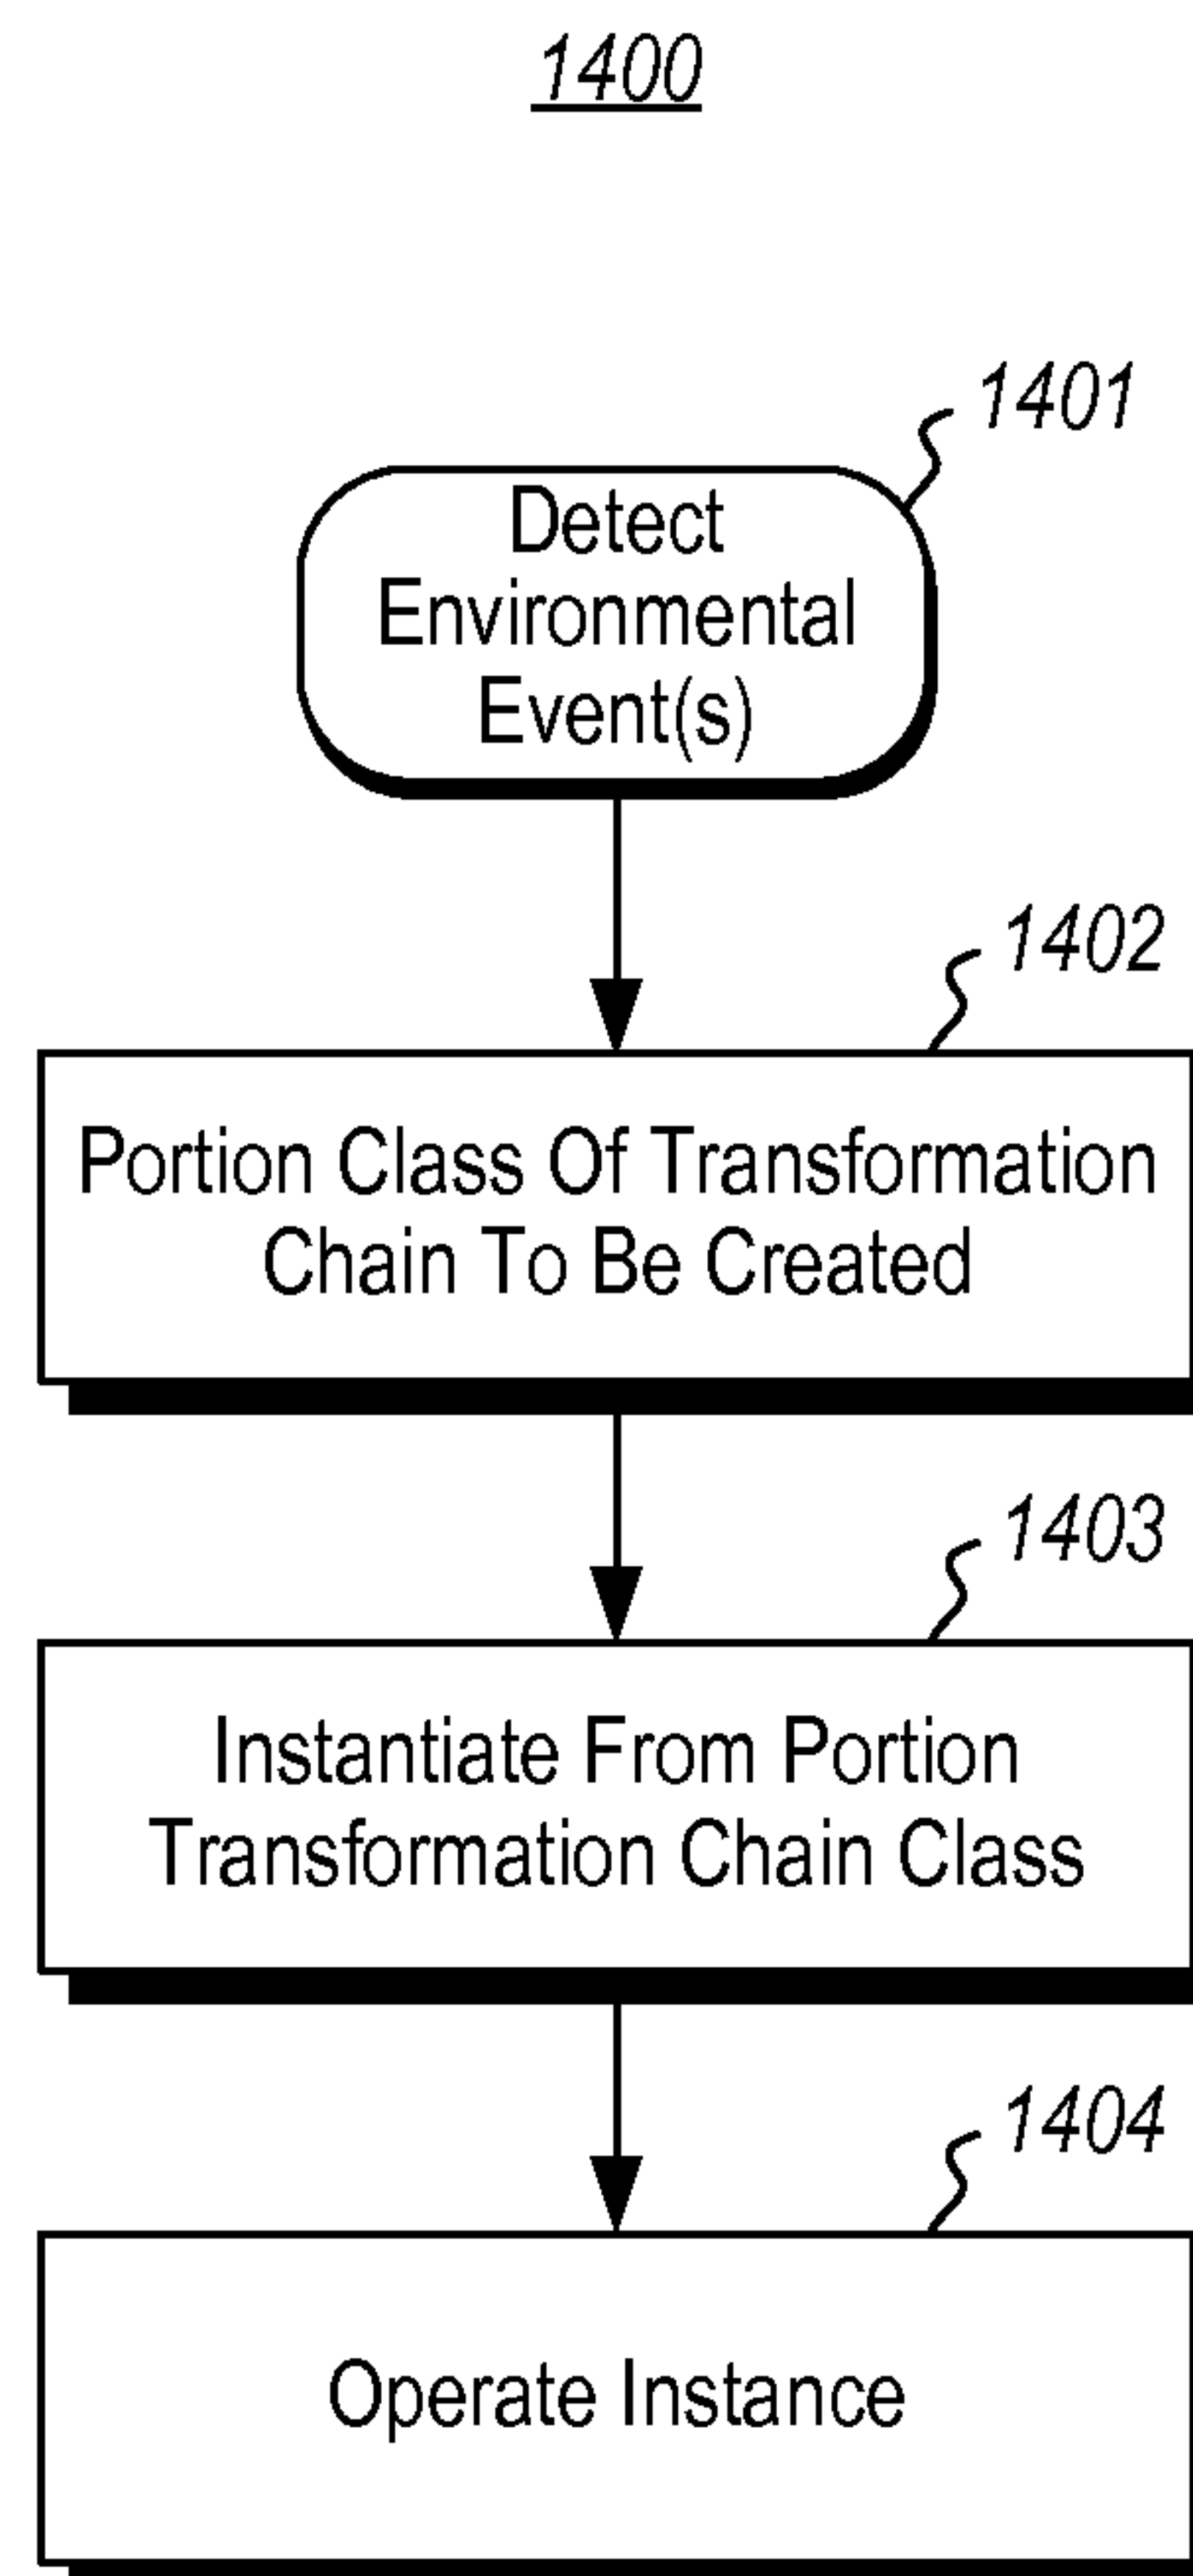 1400
1401
Detect
Environmental
Event(s)
1402
Portion Class Of Transformation
Chain To Be Created
1403
Instantiate From Portion
Transformation Chain Class
1404
Operate Instance